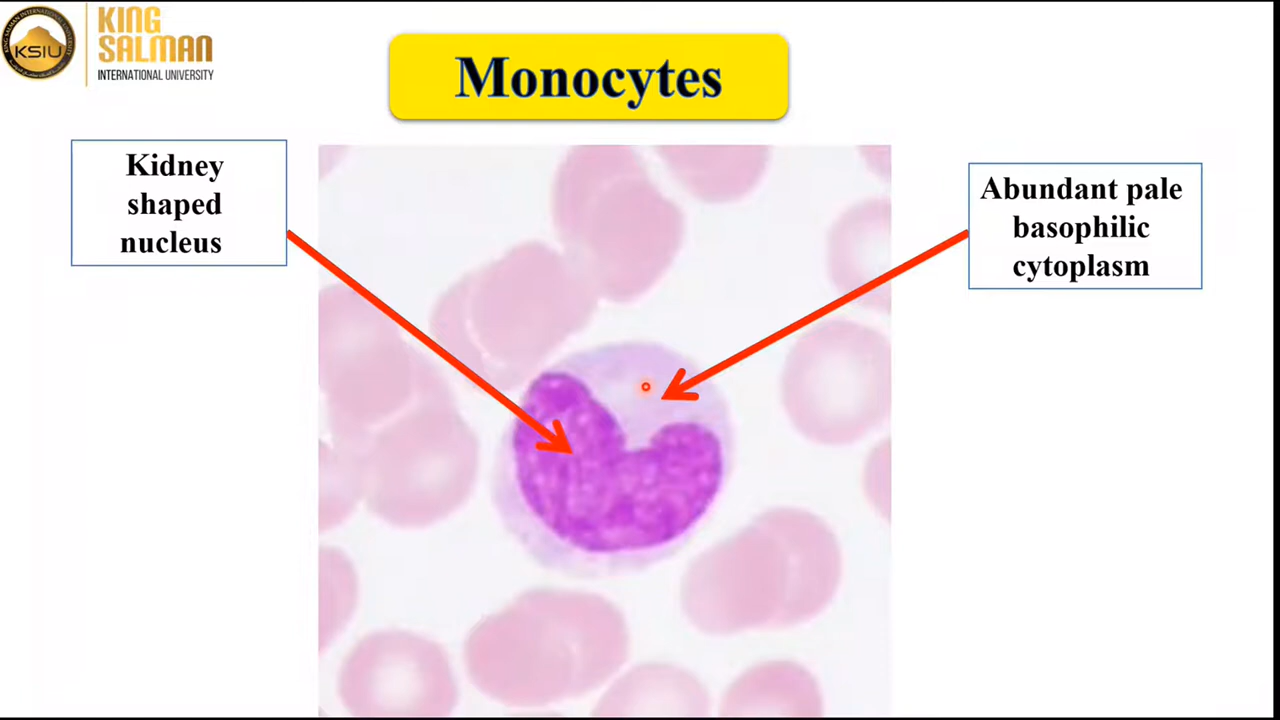 KSIU
KING
SALMAN
INTERNATIONAL UNIVERSITY
Monocytes
Kidney
shaped
nucleus
Abundant pale
basophilic
cytoplasm